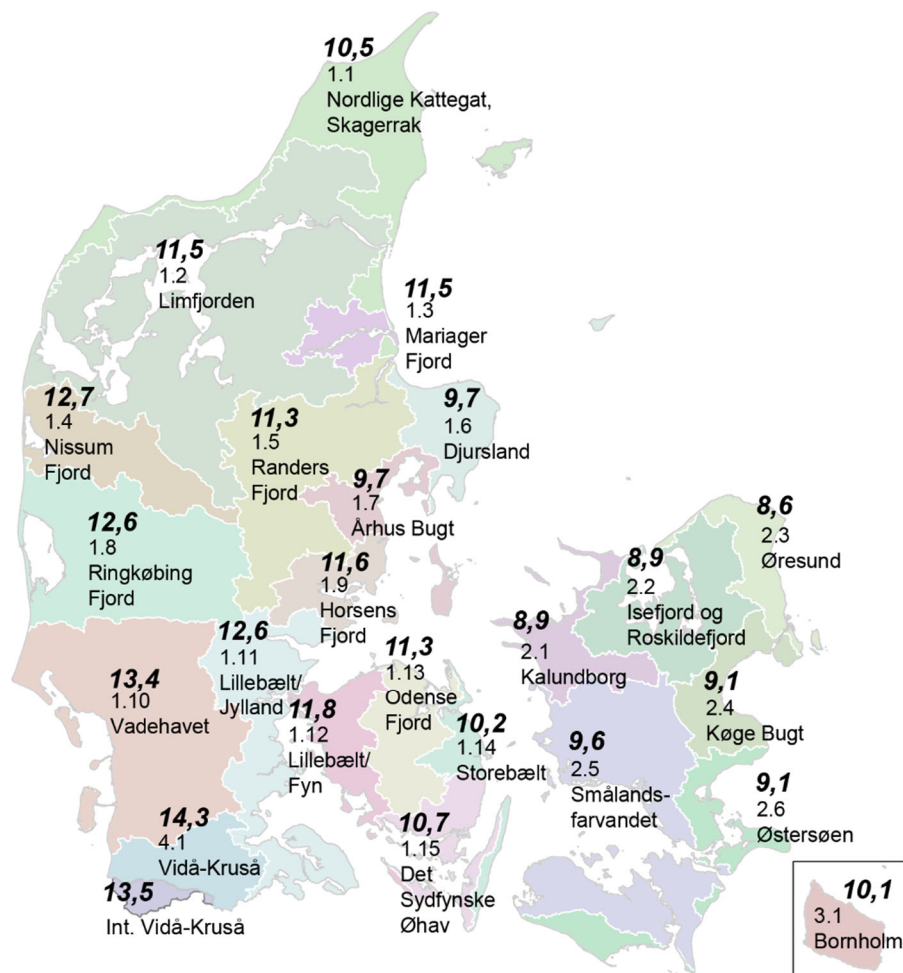 10,5
1.1
Nordlige Kattegat,
Skagerrak
11,5
1.2
Limfjorden
11,5
1.3
Mariager
Fjord
12,7
1.4
Nissum
Fjord
11,3
1.5
Randers
Fjord
9,7
1.6
Djursland
9,7
1.7
Århus Bugt
12,6
1.8
Ringkøbing
Fjord
11,6
1.9
Horsens
Fjord
8,6
2.3
Øresund
8,9
2.2
Isefjord og
Roskildefjord
8,9
2.1
Kalundborg
12,6
1.11
Lillebælt/
Jylland
13,4
1.10
Vadehavet
11,3
1.13
Odense
Fjord
11,8
1.12
Lillebælt/
Fyn
10,2
1.14
Storebælt
9,1
2.4
Køge Bugt
9,6
2.5
Smålands-
farvandet
9,1
2.6
Østersøen
14,3
4.1
Vidå-Kruså
10,7
1.15
Det
Sydfynske
Øhav
13,5
Int. Vidå-Kruså
10,1
3.1
Bornholm